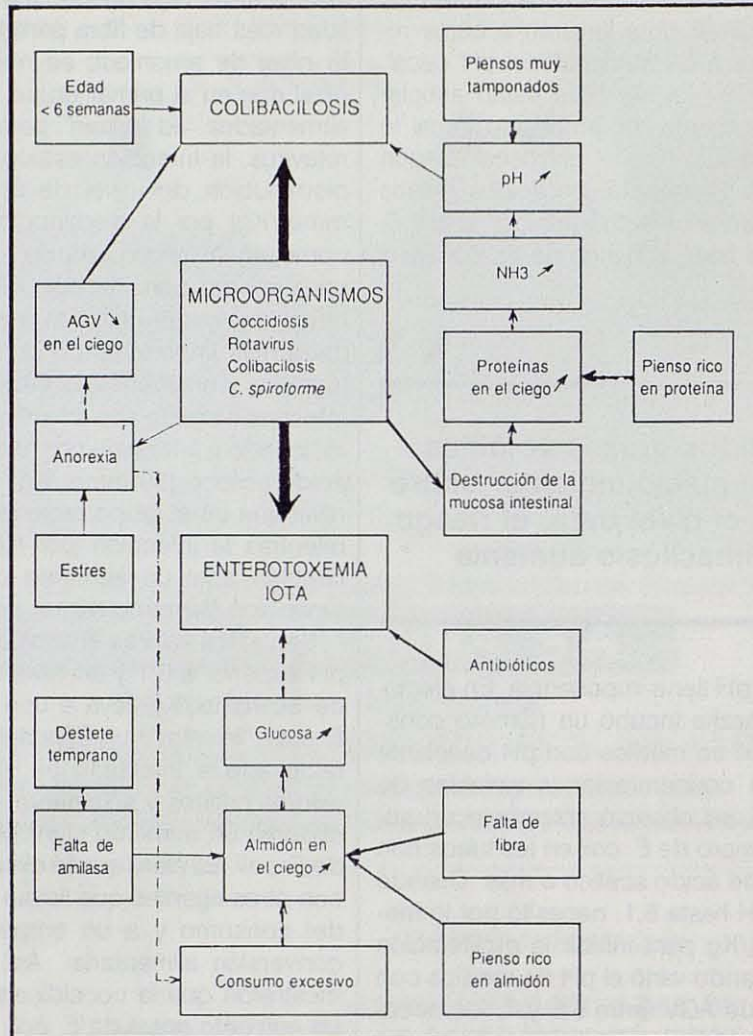 Edad
< 6 semanas
COLIBACILOSIS
Piensos muy
tamponados
pH ↗
NH3 ↗
MICROORGANISMOS
Coccidiosis
Rotavirus
Colibacilosis
C. spiroforme
AGV ↘
en el ciego
Proteínas
en el ciego ↗
Pienso rico
en proteína
Anorexia
Destrucción de la
mucosa intestinal
Estres
ENTEROTOXEMIA
IOTA
Antibióticos
Glucosa ↗
Destete
temprano
Falta de
amilasa
Almidón en
el ciego ↗
Falta de
fibra
Consumo excesivo
Pienso rico
en almidón